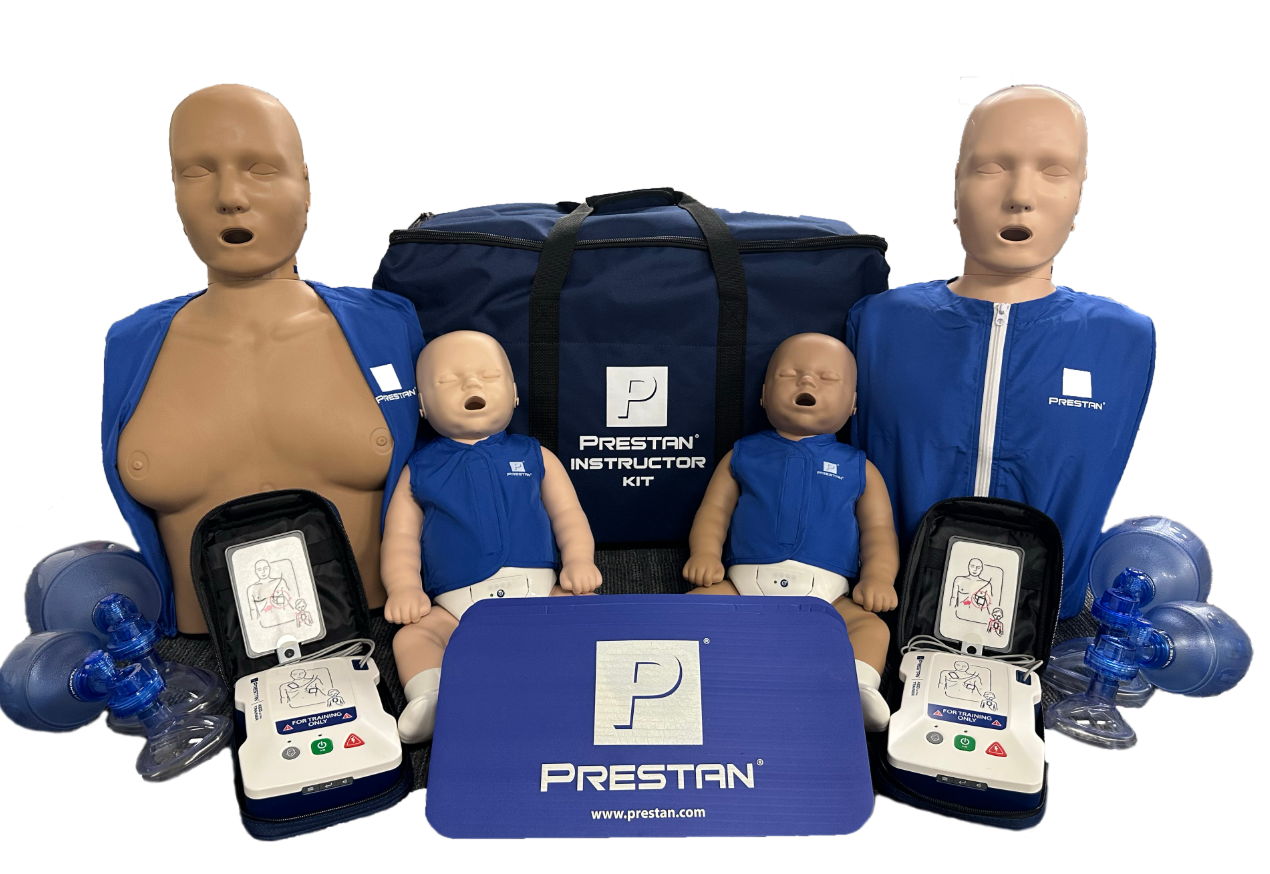 PRESTAN
P
PRESTAN®
INSTRUCTOR
KIT
PRESTAN
PRESTAN
PRESTAN®
FOR TRAINING
ONLY
FOR TRAINING
ONLY
P®
PRESTAN®
www.prestan.com